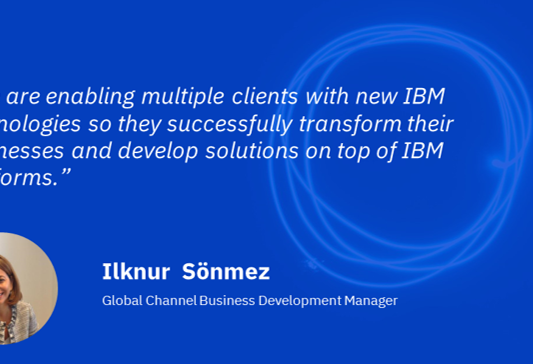 are enabling multiple clients with new IBM
nologies so they successfully transform their
nesses and develop solutions on top of IBM
forms.”
Ilknur Sönmez
Global Channel Business Development Manager